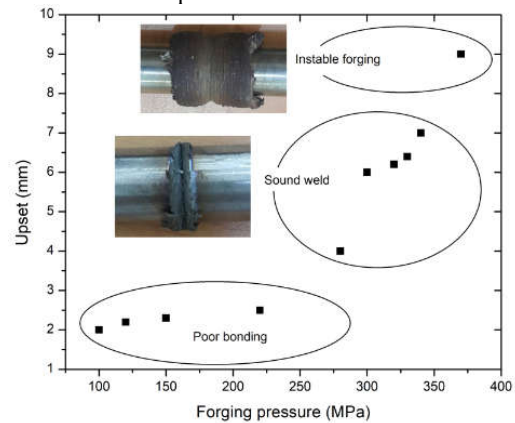 10
9
8
7
6
5
4
3
2
1
Upset (mm)
Instable forging
Sound weld
Poor bonding
100 150 200 250 300 350 400
Forging pressure (MPa)